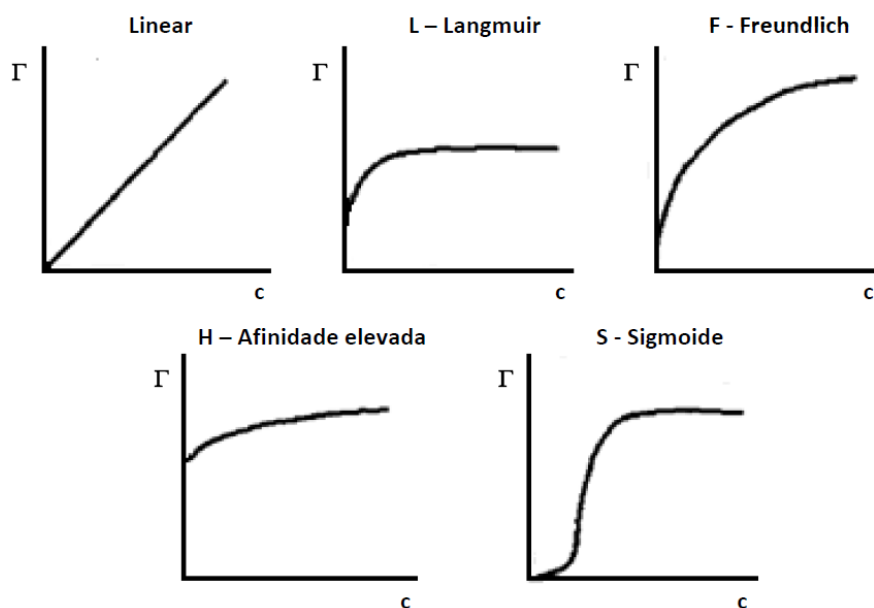 Linear
L – Langmuir
F - Freundlich
Γ
Γ
Γ
c
c
c
H – Afinidade elevada
S - Sigmoide
Γ
Γ
c
c